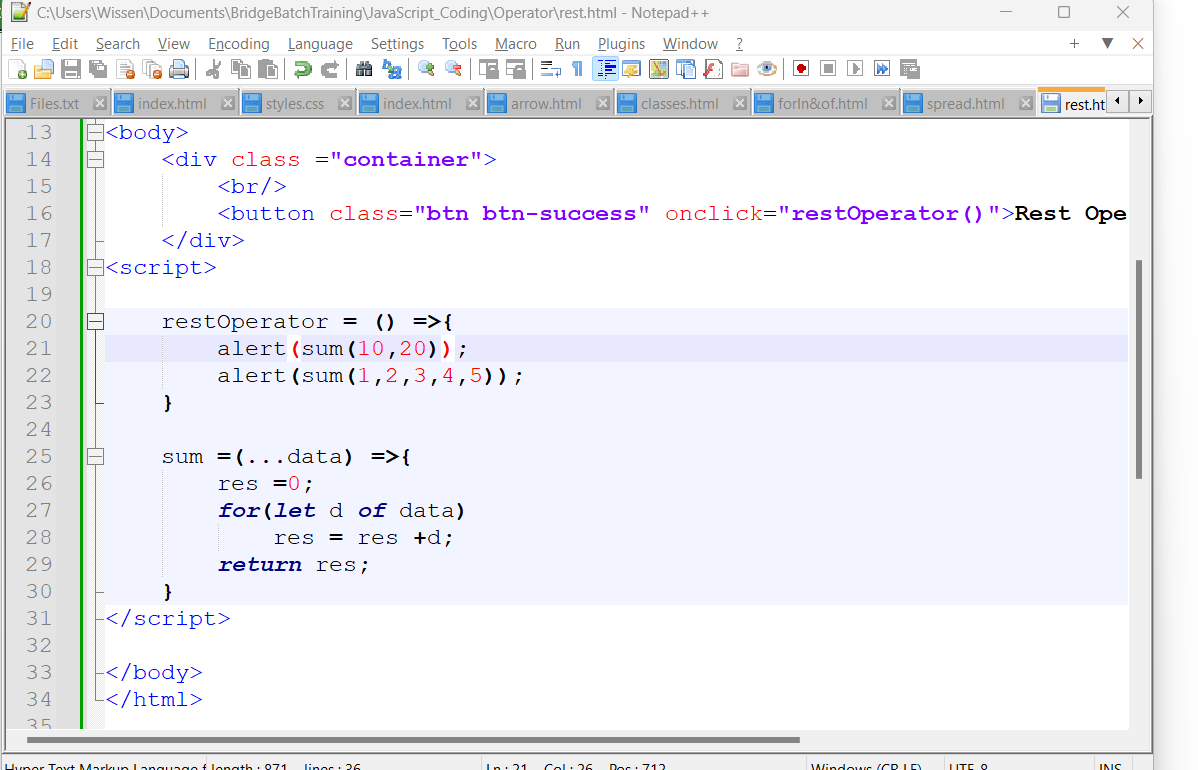 C:\Users\Wissen\Documents\BridgeBatchTraining\JavaScript_Coding\Operator\rest.html - Notepad++
File Edit Search View Encoding Language Settings Tools Macro Run Plugins Window ? + ▼ ×
Files.txt index.html styles.css index.html arrow.html classes.html forIn&of.html spread.html rest.ht
13 <body>
14 <div class ="container">
15 <br/>
16 <button class="btn btn-success" onclick="restOperator()">Rest Ope
17 </div>
18 <script>
19
20 restOperator = () =>{
21 alert(sum(10,20));
22 alert(sum(1,2,3,4,5));
23 }
24
25 sum =(...data) =>{
26 res =0;
27 for(let d of data)
28 res = res +d;
29 return res;
30 }
31 </script>
32
33 </body>
34 </html>
35
Hyper Text Markup Language f length : 871 lines : 36 Ln : 21 Col : 26 Pos : 712 Windows (CR LF) UTF-8 INS